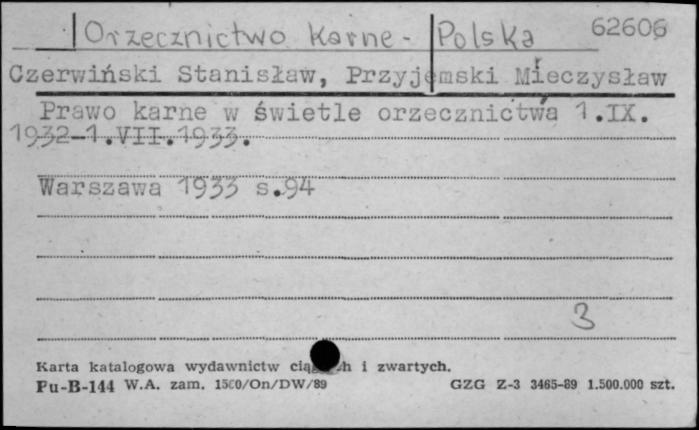 Orzecznictwo Karne - Polska 62606
Czerwiński Stanisław, Przyjemski Mieczysław
Prawo karne w świetle orzecznictwa 1.IX.
1932-1.VII.1933.
Warszawa 1933 s.94
3
Karta katalogowa wydawnictw i zwartych.
Pu-B-144 W.A. zam. 1500/On/DW/89 GZG Z-3 3465-89 1.500.000 szt.